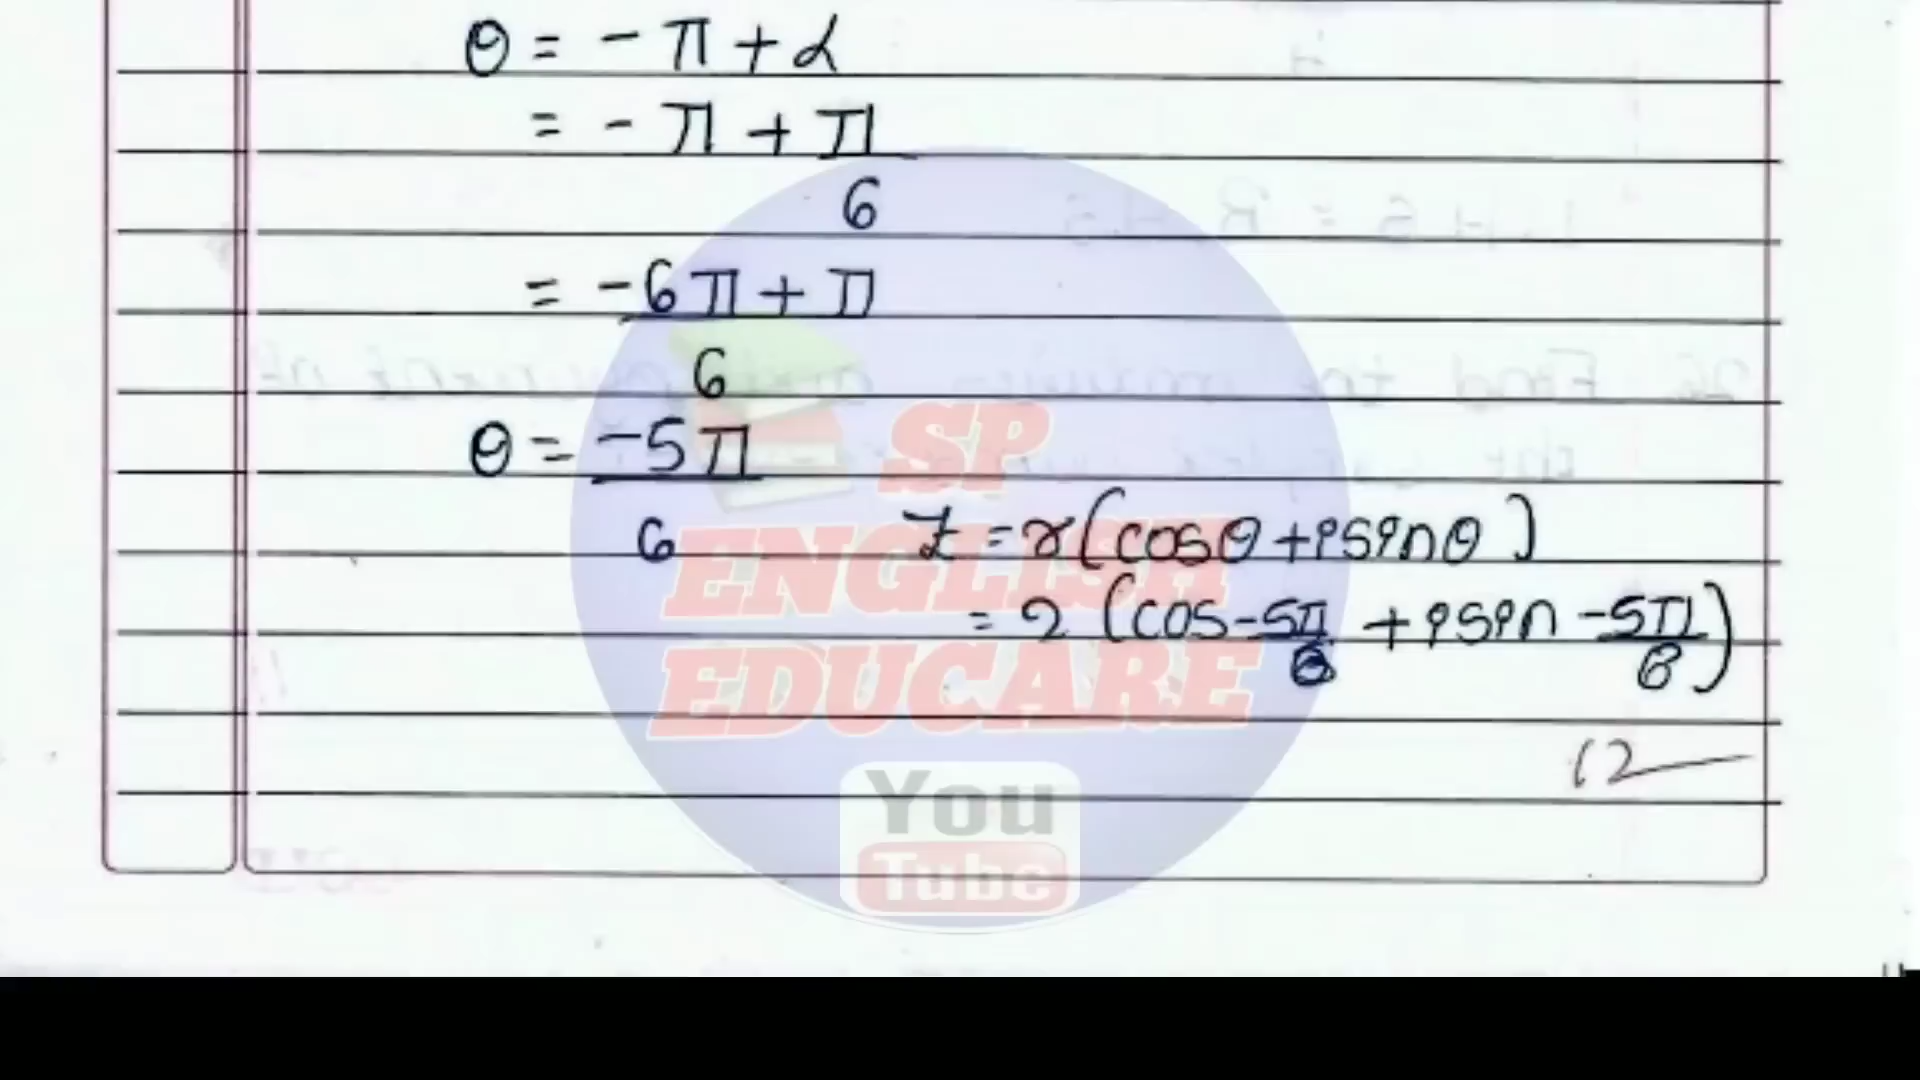 θ = - π + α
= - π + π
6
= -6π + π
6
θ = -5π
6
Z = r(cosθ + isinθ)
= 2 (cos -5π/6 + isin -5π/6)
12
SP
ENGLISH
EDUCARE
You
Tube